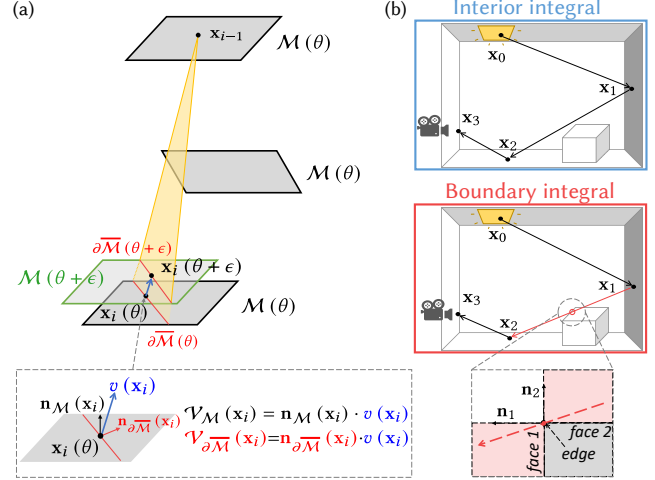 (a)
x_{i−1}
M (θ)
M (θ)
∂M̅ (θ + ϵ)
x_i (θ + ϵ)
M (θ + ϵ)
x_i (θ)
M (θ)
∂M̅ (θ)
v (x_i)
n_M (x_i)
n_{∂M̅} (x_i)
x_i (θ)
V_M (x_i) = n_M (x_i) · v (x_i)
V_{∂M̅} (x_i)=n_{∂M̅} (x_i)·v (x_i)
(b)
Interior integral
x_0
x_1
x_3
x_2
Boundary integral
x_0
x_1
x_3
x_2
n_2
n_1
face 1
face 2
edge